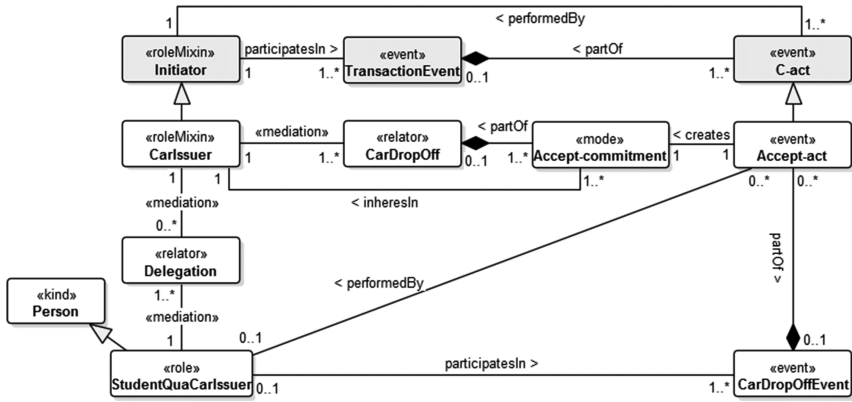 1
< performedBy
1..*
«roleMixin»
Initiator
participatesIn >
1
1..*
«event»
TransactionEvent
0..1
< partOf
1..*
«event»
C-act
«roleMixin»
CarIssuer
«mediation»
1
1..*
«relator»
CarDropOff
0..1
< partOf
1..*
«mode»
Accept-commitment
< creates
1
1
«event»
Accept-act
1
1
1..*
0..*
0..*
< inheresIn
«mediation»
0..*
«relator»
Delegation
partOf >
1..*
< performedBy
«kind»
Person
«mediation»
1
0..1
0..1
«role»
StudentQuaCarIssuer
participatesIn >
0..1
1..*
«event»
CarDropOffEvent